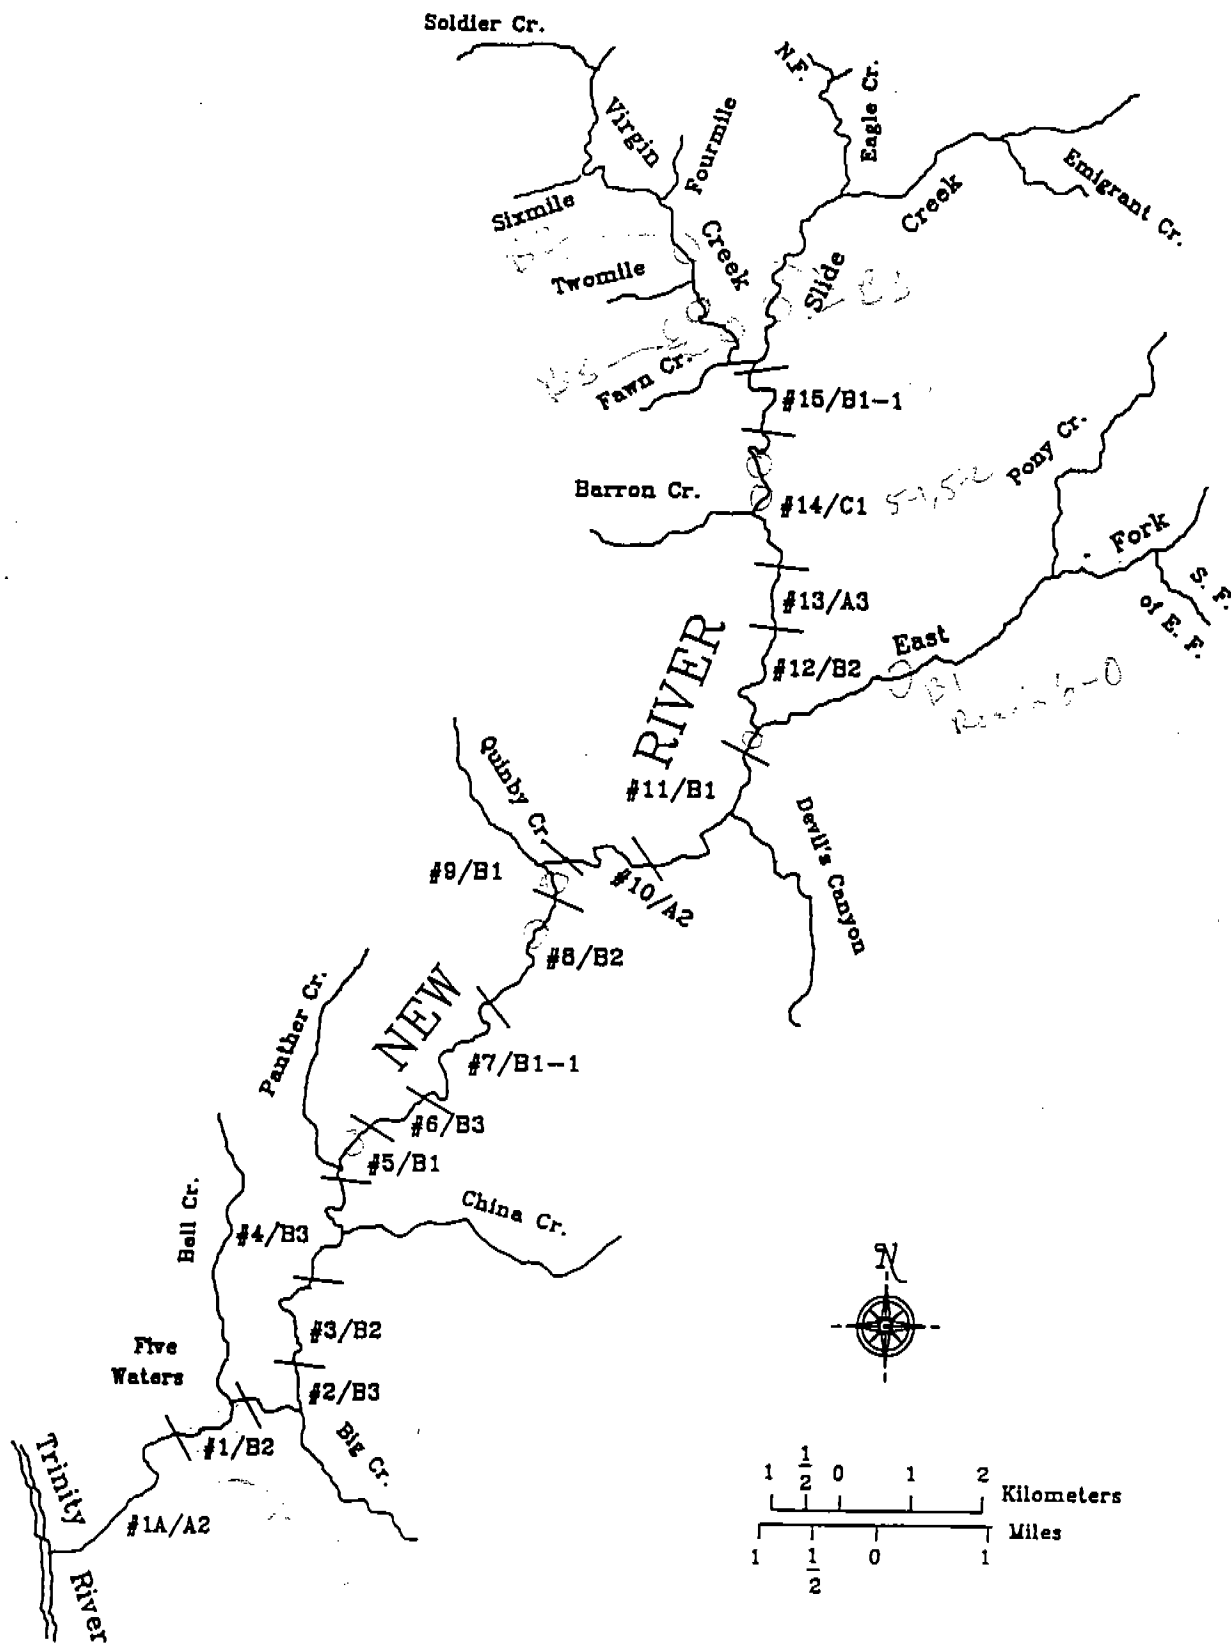 Soldier Cr.
N.F.
Eagle Cr.
Virgin
Fourmile
Sixmile
Creek
Creek
Emigrant Cr.
Twomile
Slide
B3
Fawn Cr.
#15/B1-1
Pony Cr.
Barron Cr.
#14/C1
Fork
S. F.
of E. F.
#13/A3
East
#12/B2
B1
RIVER
Quinby Cr.
#11/B1
Devil's Canyon
#9/B1
#10/A2
#8/B2
Panther Cr.
NEW
#7/B1-1
#6/B3
#5/B1
Bell Cr.
China Cr.
#4/B3
N
#3/B2
Five
Waters
#2/B3
Big Cr.
#1/B2
Trinity
River
#1A/A2
1 1/2 0 1 2
Kilometers
Miles
1 1/2 0 1